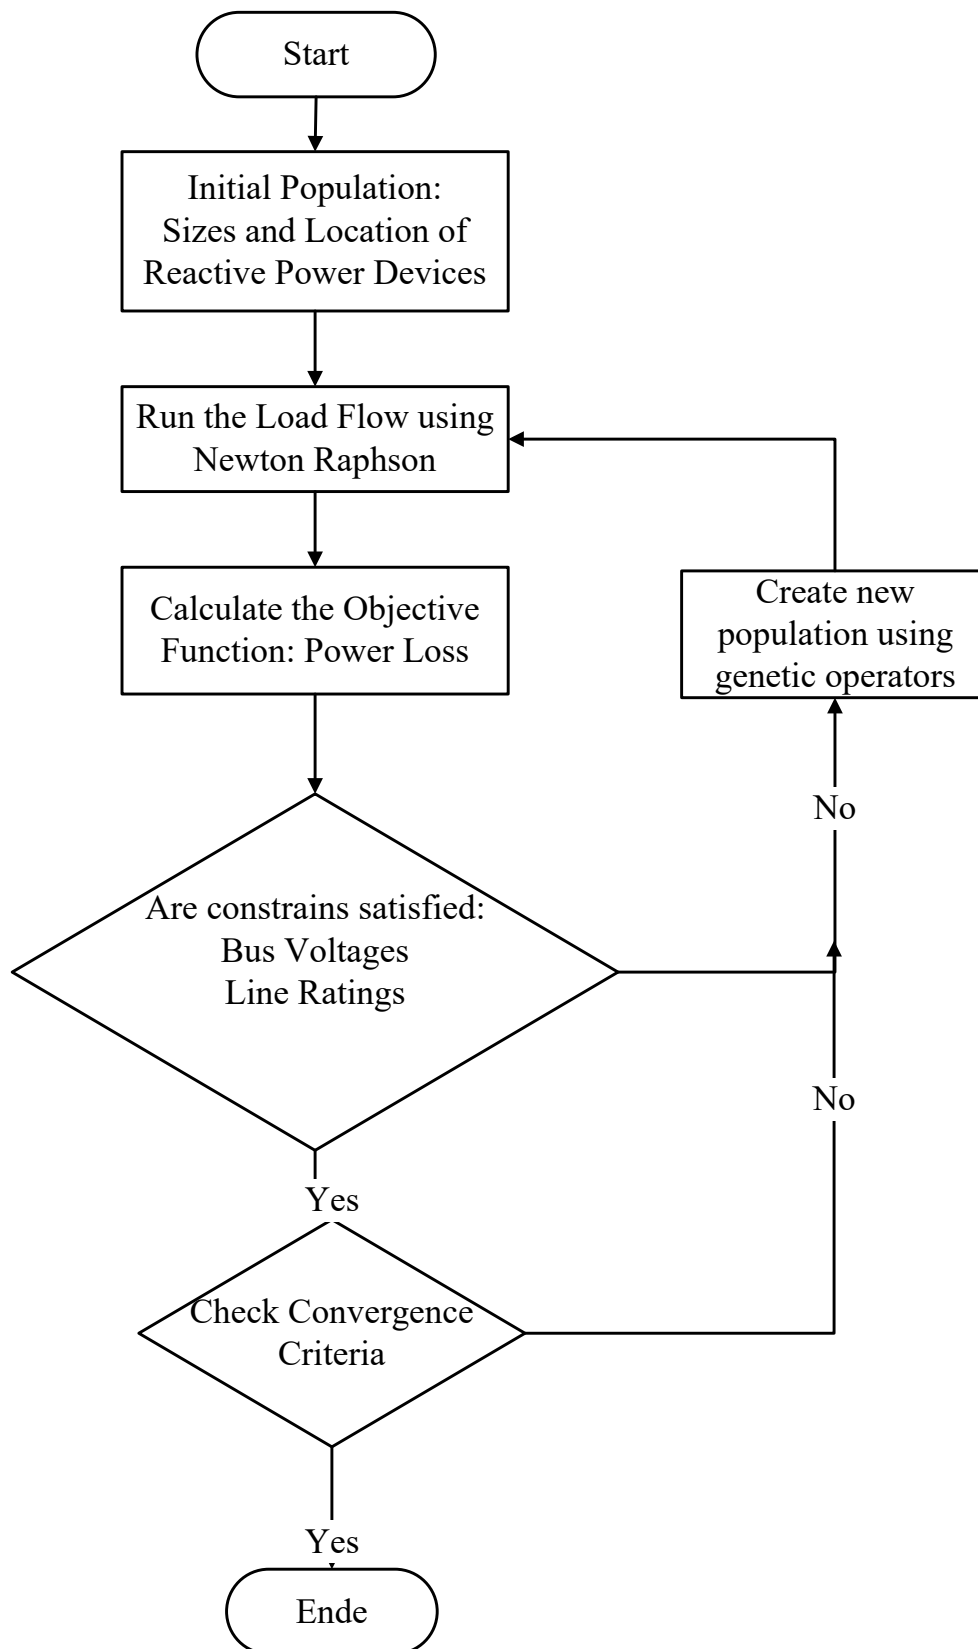 Start
Initial Population:
Sizes and Location of
Reactive Power Devices
Run the Load Flow using
Newton Raphson
Calculate the Objective
Function: Power Loss
Create new
population using
genetic operators
No
Are constrains satisfied:
Bus Voltages
Line Ratings
No
Yes
Check Convergence
Criteria
Yes
Ende